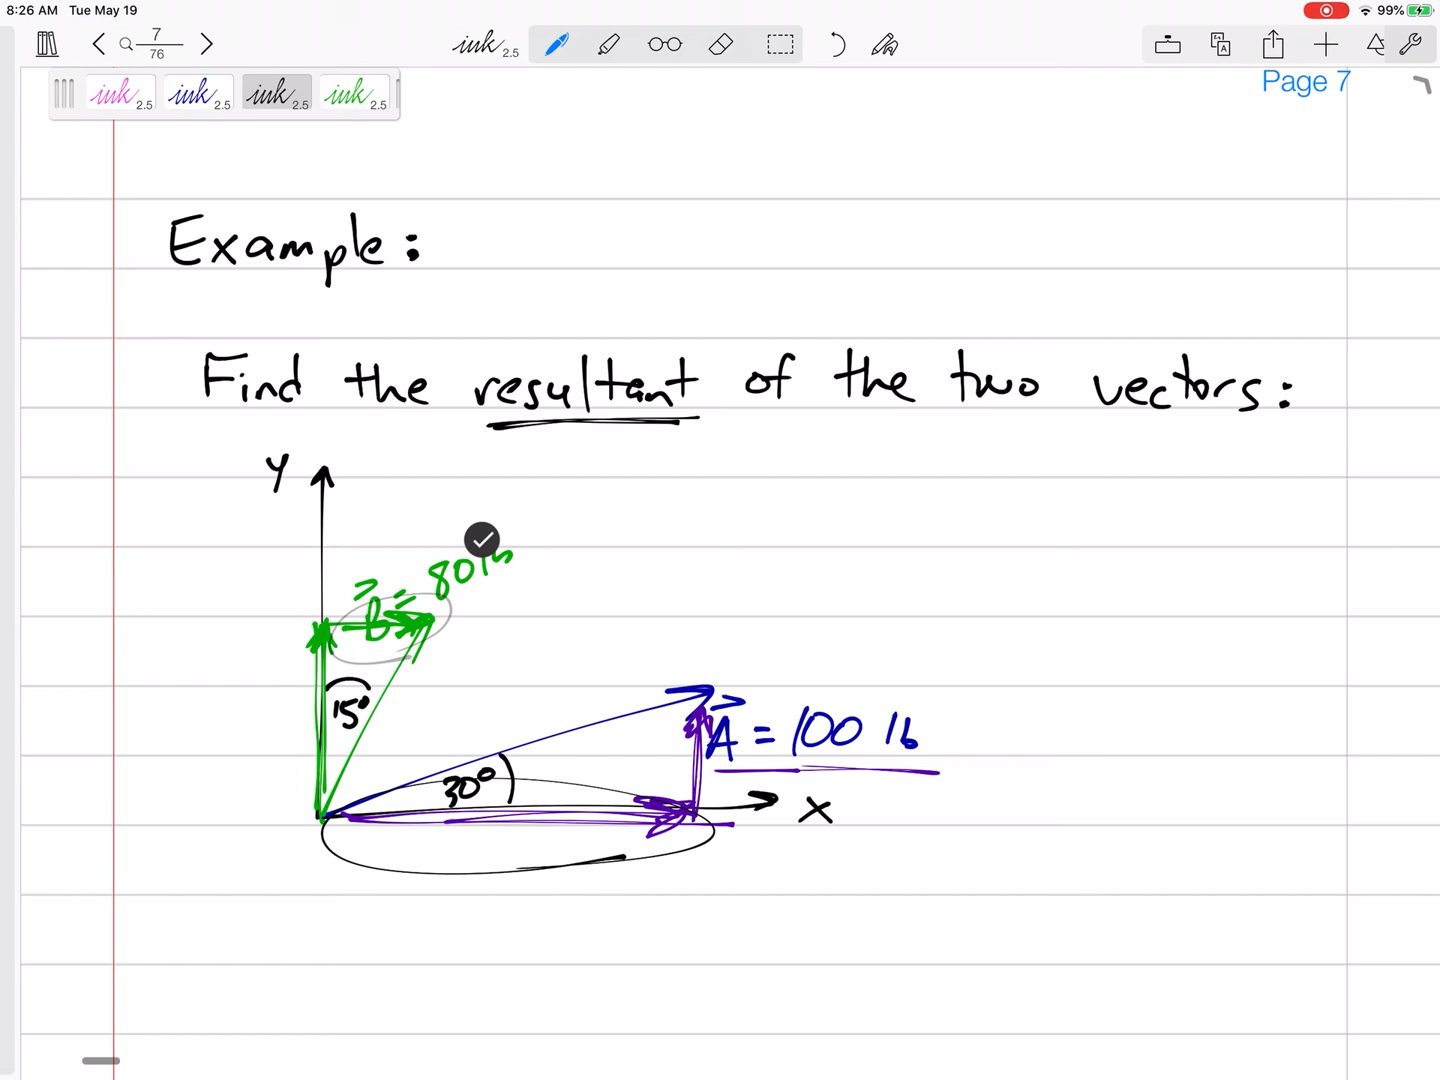 8:26 AM Tue May 19
99%
7
76
ink 2.5
ink 2.5 ink 2.5 ink 2.5 ink 2.5
Page 7
Example:
Find the resultant of the two vectors:
Y
B = 80 lb
15°
A = 100 lb
30°
X